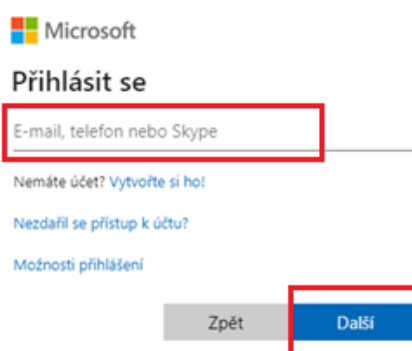 Microsoft
Přihlásit se
E-mail, telefon nebo Skype
Nemáte účet? Vytvořte si ho!
Nezdařil se přístup k účtu?
Možnosti přihlášení
Zpět
Další